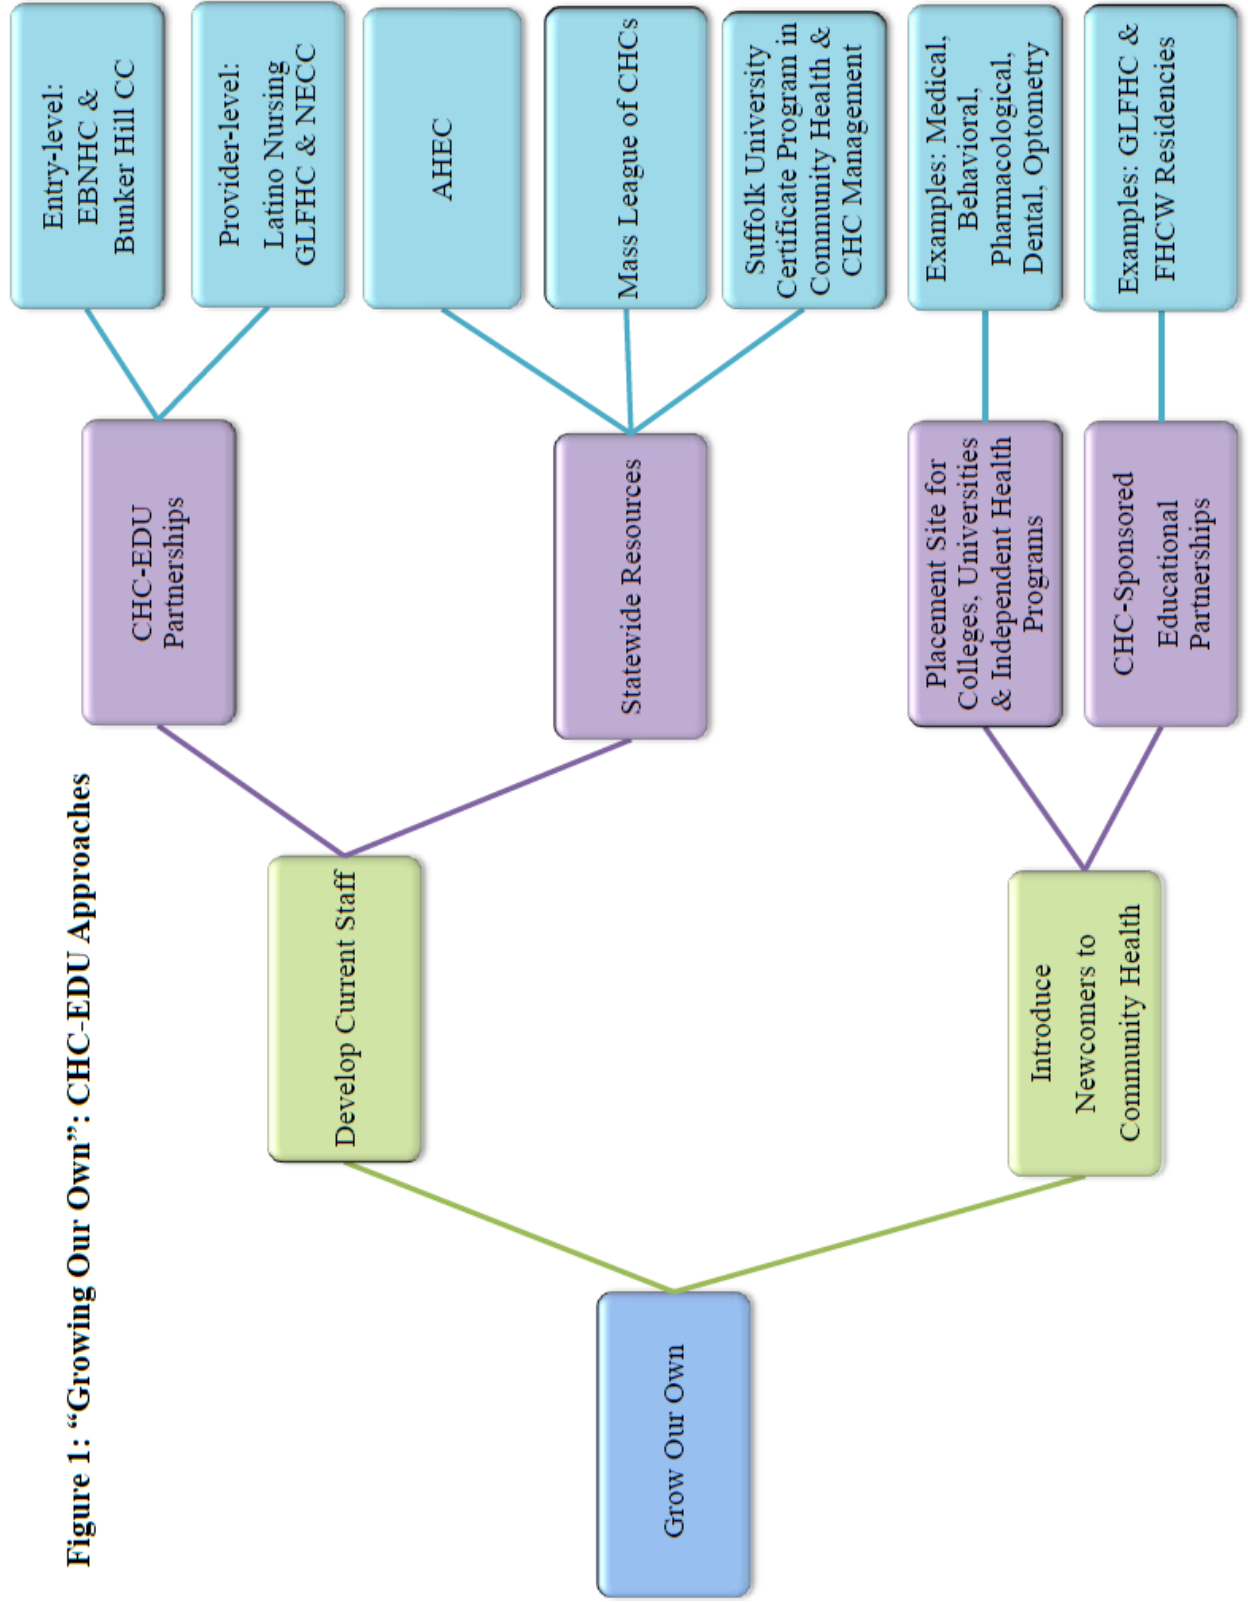 Figure 1: “Growing Our Own”: CHC-EDU Approaches
Grow Our Own
Develop Current Staff
Introduce
Newcomers to
Community Health
CHC-EDU
Partnerships
Statewide Resources
Placement Site for
Colleges, Universities
& Independent Health
Programs
CHC-Sponsored
Educational
Partnerships
Entry-level:
EBNHC &
Bunker Hill CC
Provider-level:
Latino Nursing
GLFHC & NECC
AHEC
Mass League of CHCs
Suffolk University
Certificate Program in
Community Health &
CHC Management
Examples: Medical,
Behavioral,
Pharmacological,
Dental, Optometry
Examples: GLFHC &
FHCW Residencies